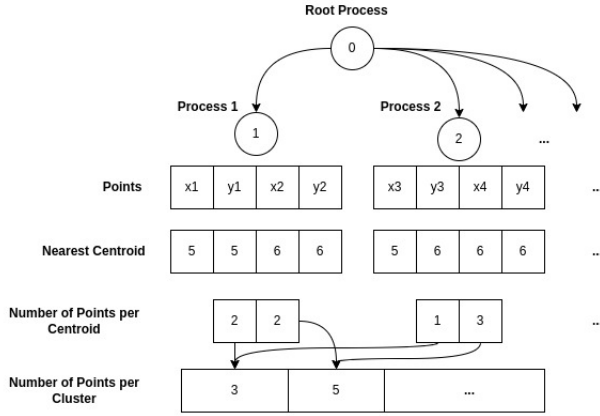 Root Process
0
Process 1
Process 2
1
2
...
Points
x1 y1 x2 y2
x3 y3 x4 y4
..
Nearest Centroid
5 5 6 6
5 6 6 6
..
Number of Points per
Centroid
2 2
1 3
..
Number of Points per
Cluster
3
5
...